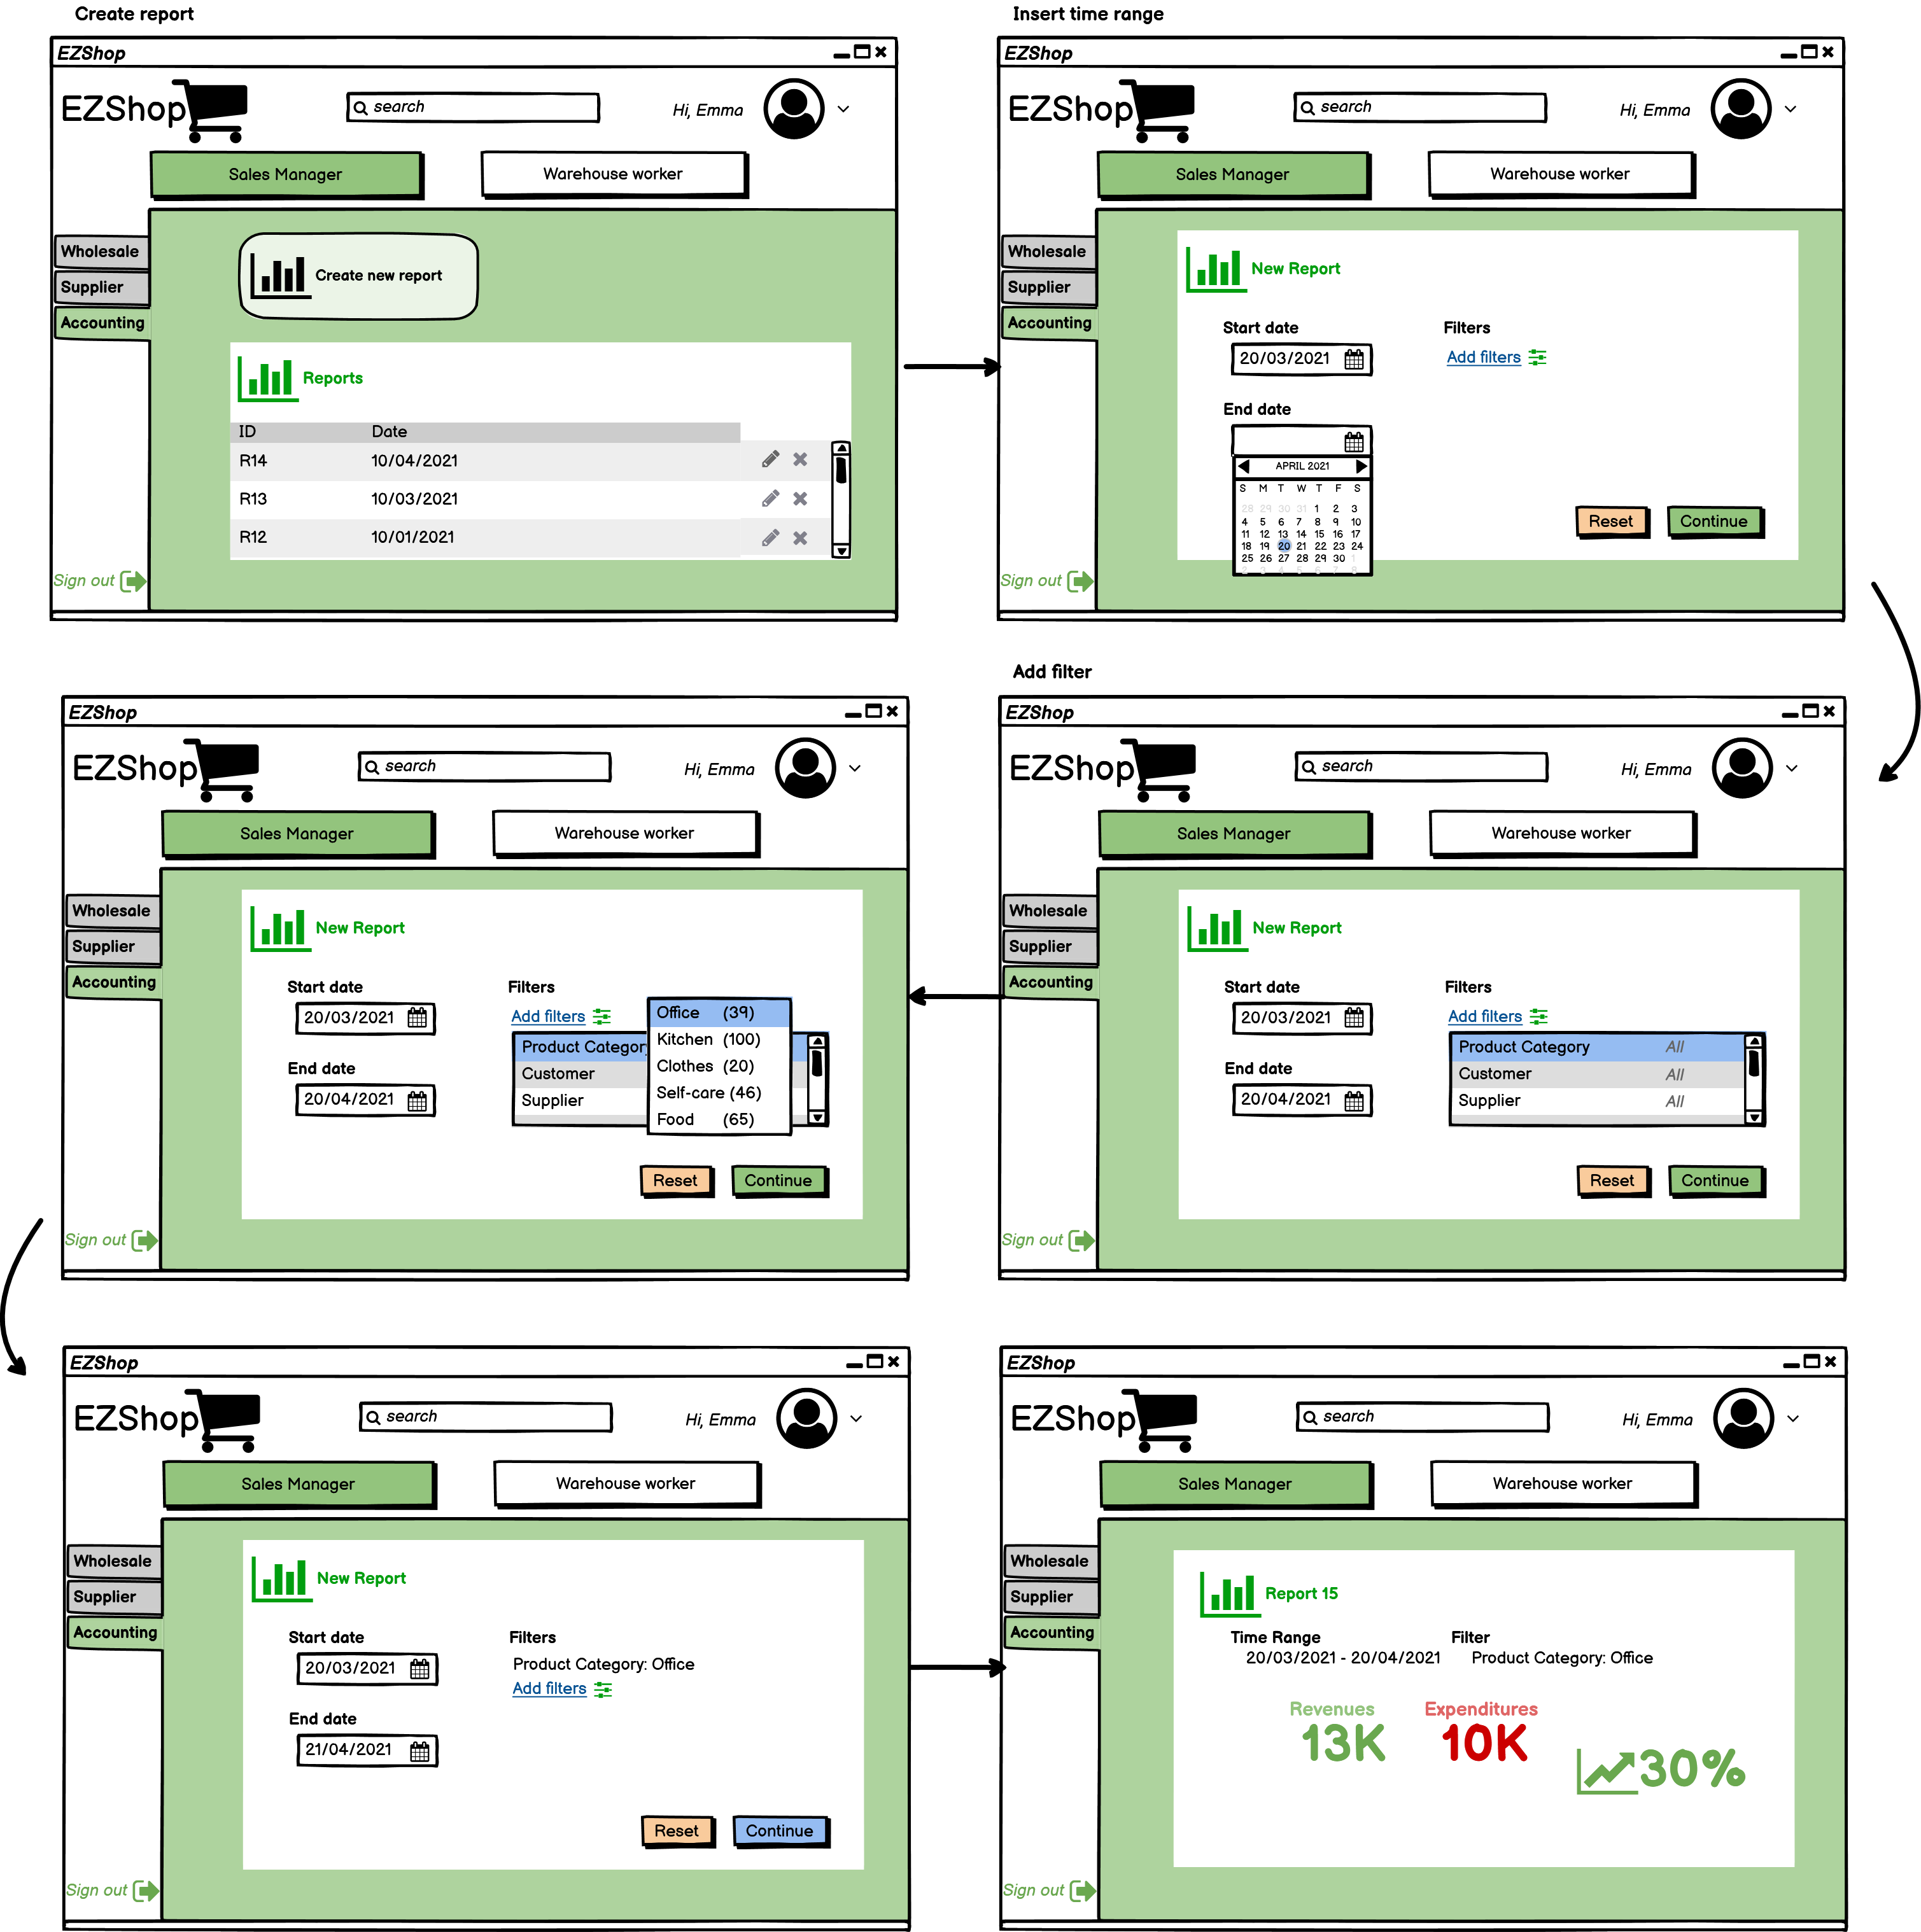 Create report
EZShop
EZShop
search
Hi, Emma
Sales Manager
Warehouse worker
Wholesale
Supplier
Accounting
Create new report
Reports
ID Date
R14 10/04/2021
R13 10/03/2021
R12 10/01/2021
Sign out
Insert time range
EZShop
EZShop
search
Hi, Emma
Sales Manager
Warehouse worker
Wholesale
Supplier
Accounting
New Report
Start date
20/03/2021
Filters
Add filters
End date
APRIL 2021
S M T W T F S
28 29 30 31 1 2 3
4 5 6 7 8 9 10
11 12 13 14 15 16 17
18 19 20 21 22 23 24
25 26 27 28 29 30 1
2 3 4 5 6 7 8
Reset
Continue
Sign out
Add filter
EZShop
EZShop
search
Hi, Emma
Sales Manager
Warehouse worker
Wholesale
Supplier
Accounting
New Report
Start date
20/03/2021
End date
20/04/2021
Filters
Add filters
Product Category All
Customer All
Supplier All
Reset
Continue
Sign out
EZShop
EZShop
search
Hi, Emma
Sales Manager
Warehouse worker
Wholesale
Supplier
Accounting
New Report
Start date
20/03/2021
End date
20/04/2021
Filters
Add filters
Product Category
Customer
Supplier
Office (39)
Kitchen (100)
Clothes (20)
Self-care (46)
Food (65)
Reset
Continue
Sign out
EZShop
EZShop
search
Hi, Emma
Sales Manager
Warehouse worker
Wholesale
Supplier
Accounting
New Report
Start date
20/03/2021
End date
21/04/2021
Filters
Product Category: Office
Add filters
Reset
Continue
Sign out
EZShop
EZShop
search
Hi, Emma
Sales Manager
Warehouse worker
Wholesale
Supplier
Accounting
Report 15
Time Range
20/03/2021 - 20/04/2021
Filter
Product Category: Office
Revenues
13K
Expenditures
10K
30%
Sign out